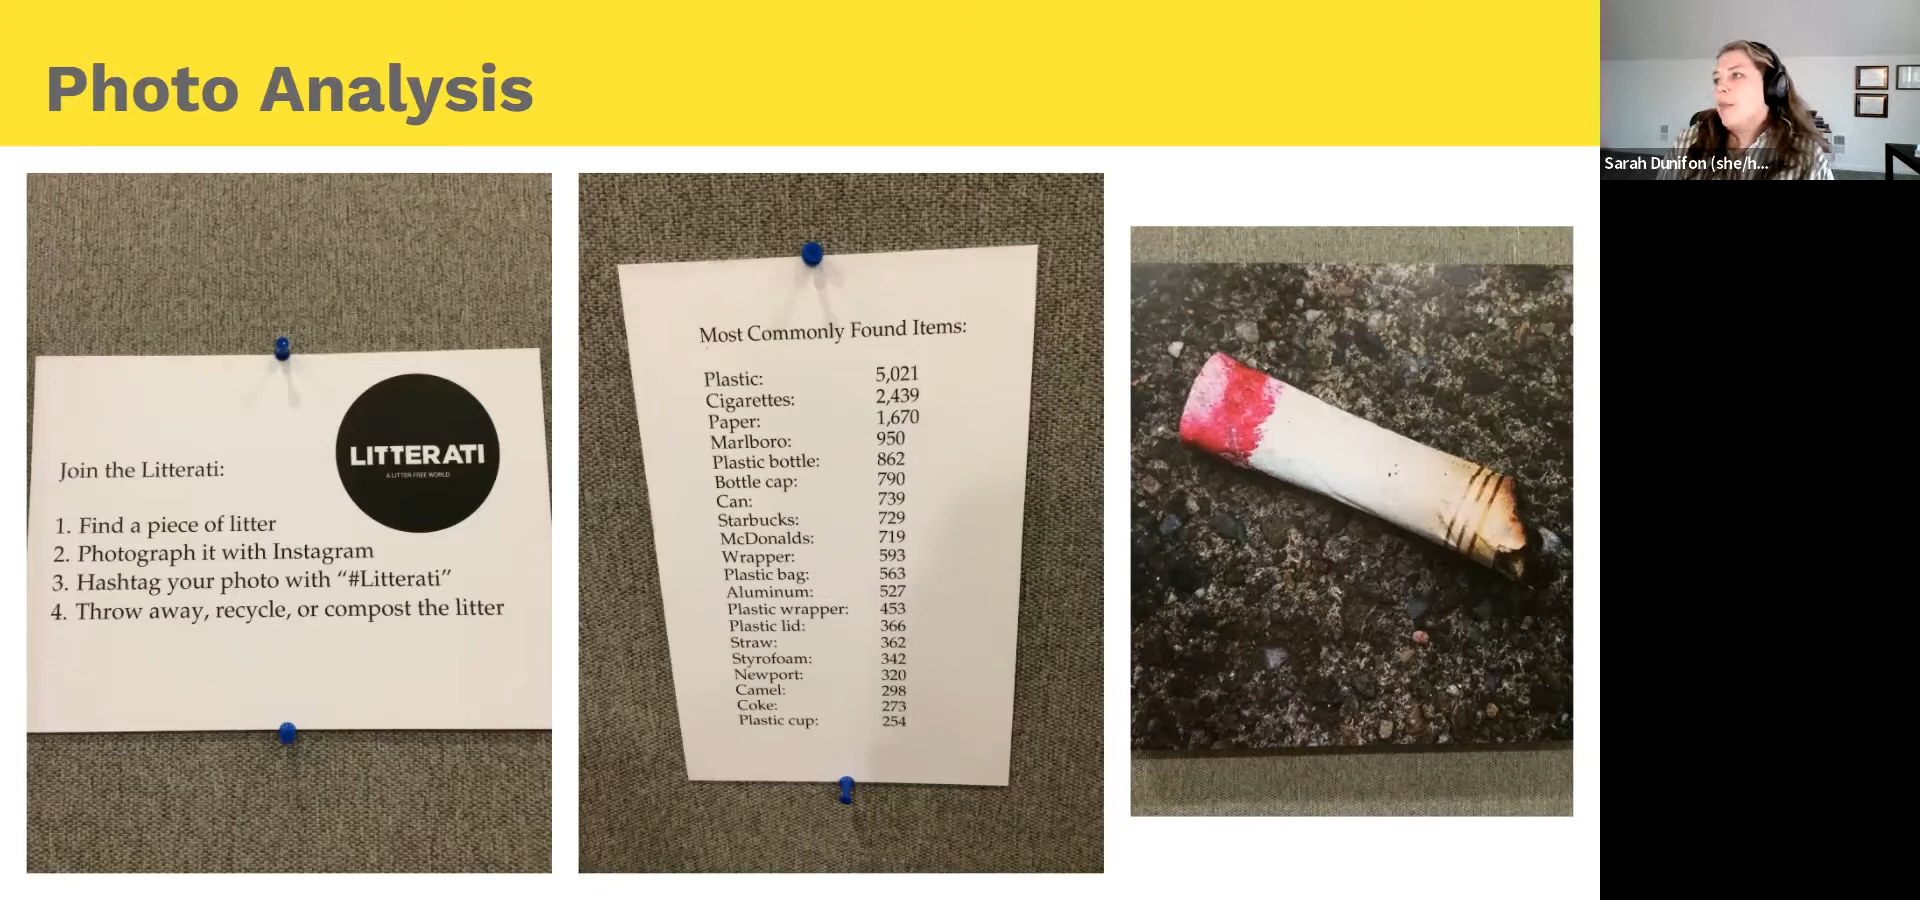 Photo Analysis
Sarah Dunifon (she/h...
LITTERATI
A LITTER FREE WORLD
Join the Litterati:
1. Find a piece of litter
2. Photograph it with Instagram
3. Hashtag your photo with “#Litterati”
4. Throw away, recycle, or compost the litter
Most Commonly Found Items:
Plastic: 5,021
Cigarettes: 2,439
Paper: 1,670
Marlboro: 950
Plastic bottle: 862
Bottle cap: 790
Can: 739
Starbucks: 729
McDonalds: 719
Wrapper: 593
Plastic bag: 563
Aluminum: 527
Plastic wrapper: 453
Plastic lid: 366
Straw: 362
Styrofoam: 342
Newport: 320
Camel: 298
Coke: 273
Plastic cup: 254